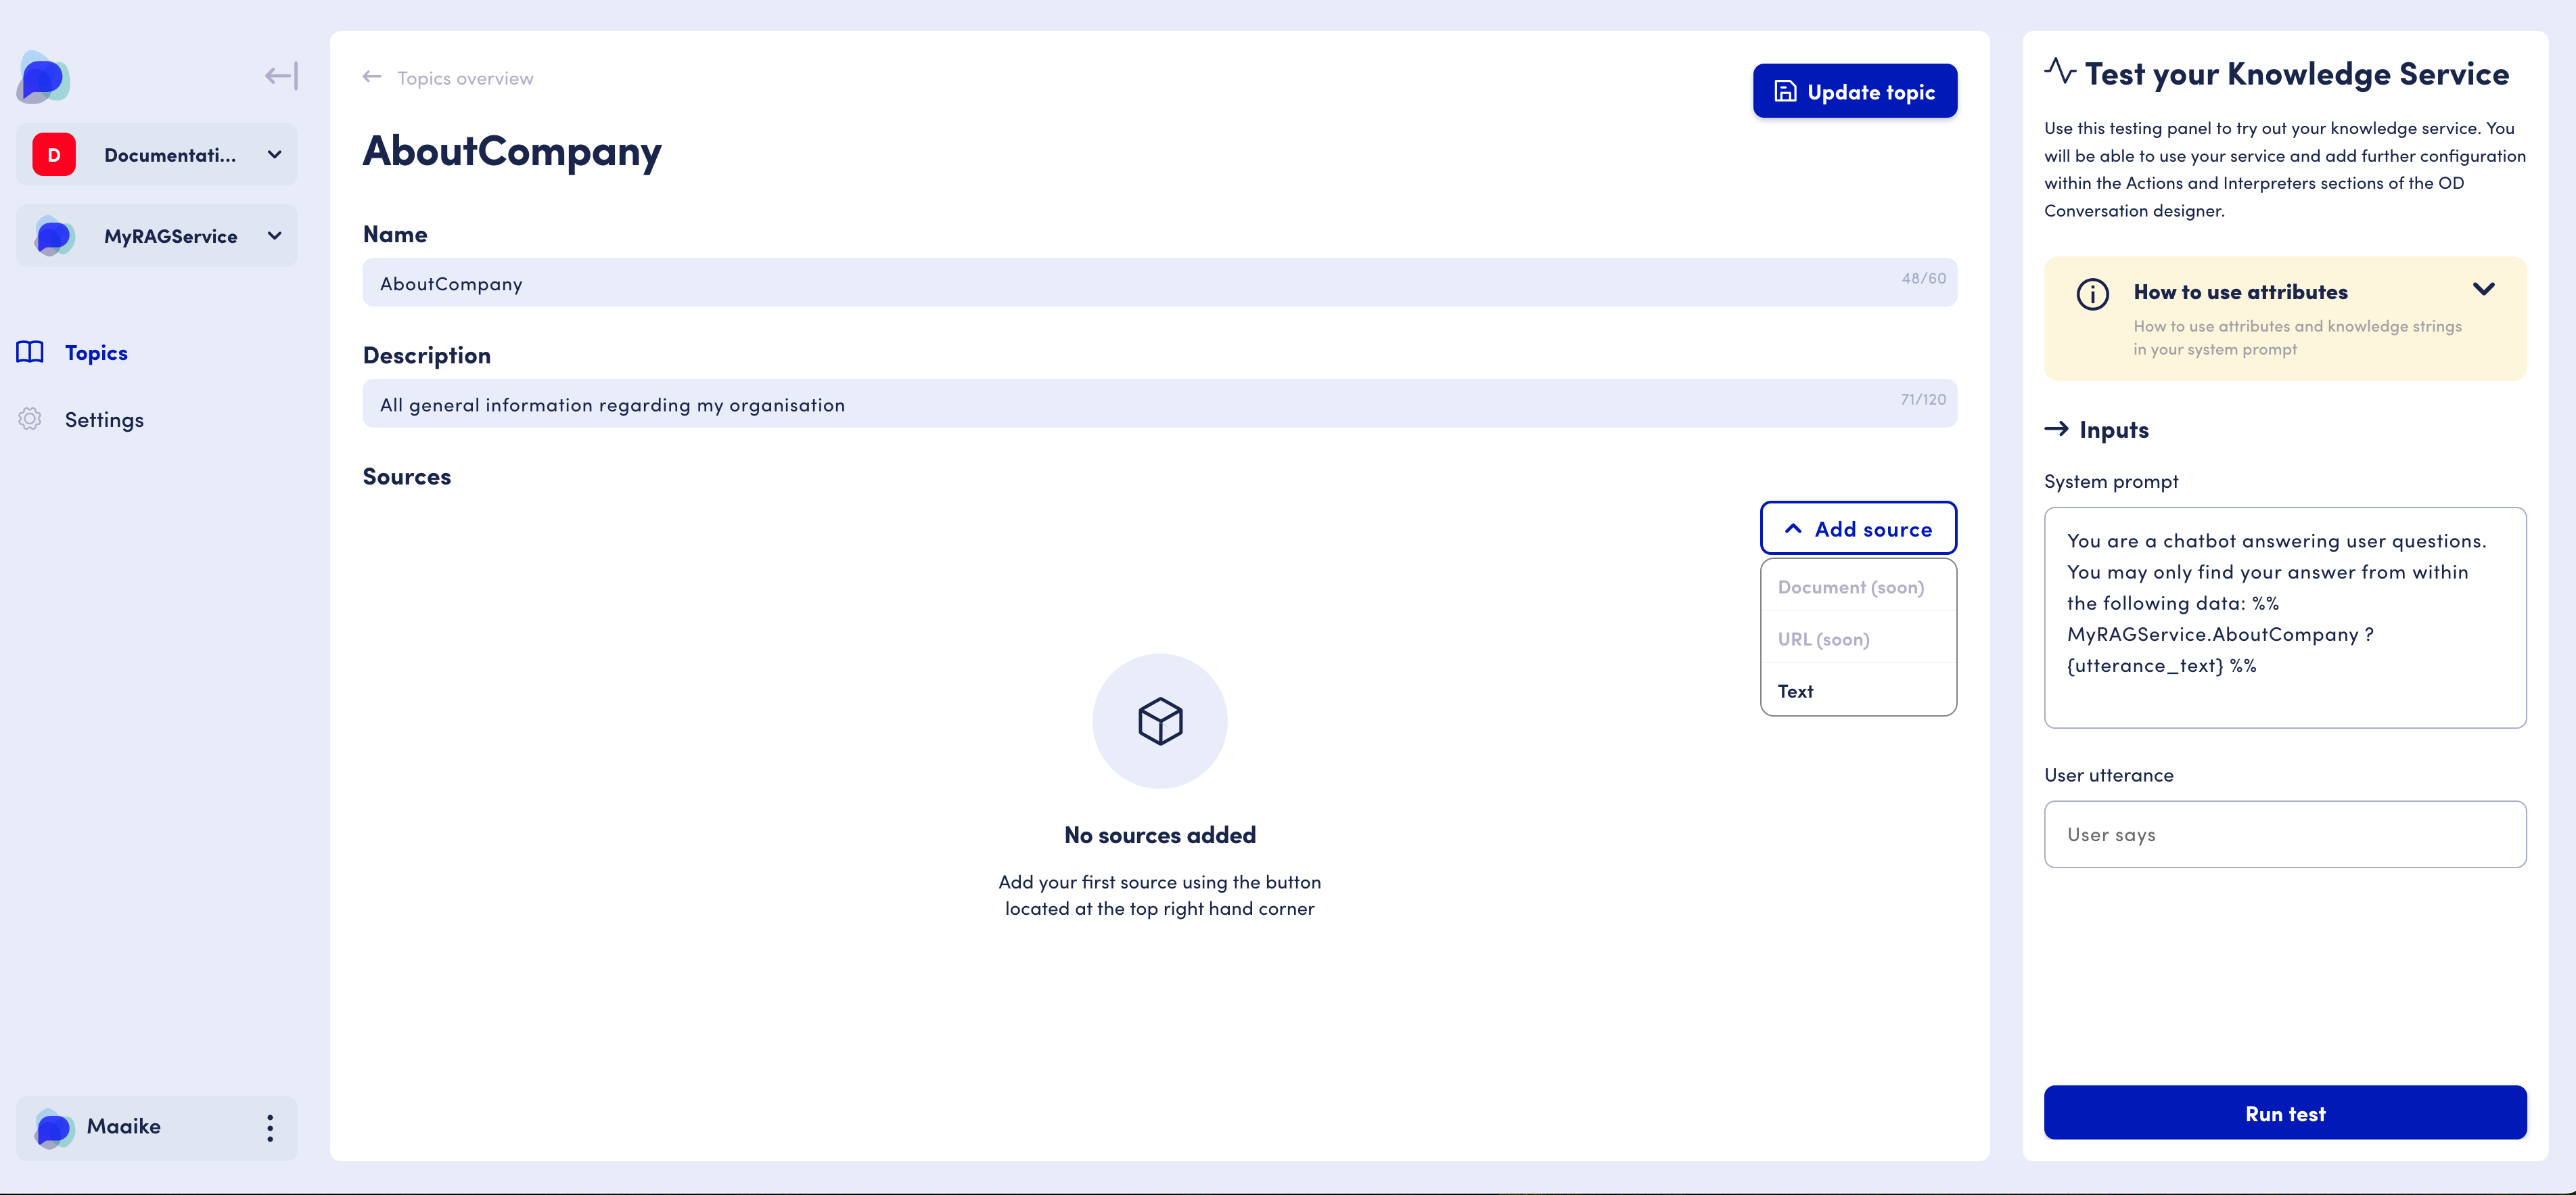 D
Documentati...
MyRAGService
Topics
Settings
Maaike
Topics overview
Update topic
AboutCompany
Name
AboutCompany
48/60
Description
All general information regarding my organisation
71/120
Sources
Add source
Document (soon)
URL (soon)
Text
No sources added
Add your first source using the button
located at the top right hand corner
Test your Knowledge Service
Use this testing panel to try out your knowledge service. You
will be able to use your service and add further configuration
within the Actions and Interpreters sections of the OD
Conversation designer.
How to use attributes
How to use attributes and knowledge strings
in your system prompt
Inputs
System prompt
You are a chatbot answering user questions.
You may only find your answer from within
the following data: %%
MyRAGService.AboutCompany ?
{utterance_text} %%
User utterance
User says
Run test